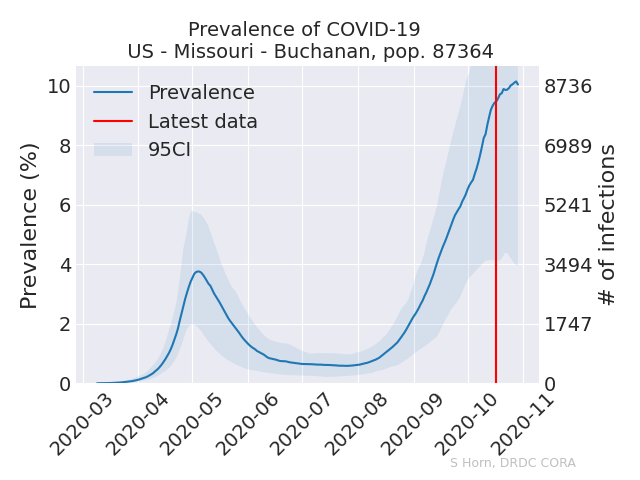 Prevalence of COVID-19
US - Missouri - Buchanan, pop. 87364
Prevalence
Latest data
95CI
Prevalence (%)
10
8
6
4
2
0
8736
6989
5241
3494
1747
0
# of infections
2020-03
2020-04
2020-05
2020-06
2020-07
2020-08
2020-09
2020-10
2020-11
S Horn, DRDC CORA